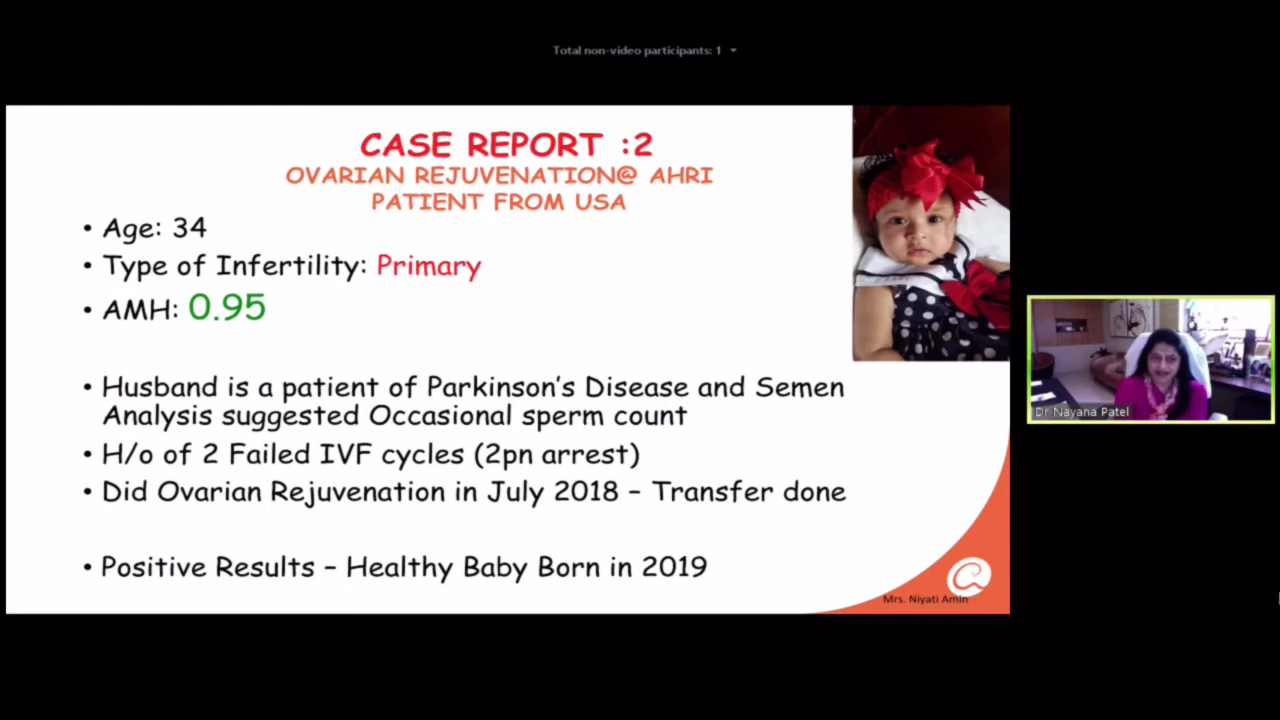 Total non-video participants: 1
CASE REPORT :2
OVARIAN REJUVENATION@ AHRI
PATIENT FROM USA
• Age: 34
• Type of Infertility: Primary
• AMH: 0.95
• Husband is a patient of Parkinson's Disease and Semen
Analysis suggested Occasional sperm count
• H/o of 2 Failed IVF cycles (2pn arrest)
• Did Ovarian Rejuvenation in July 2018 – Transfer done
• Positive Results – Healthy Baby Born in 2019
Mrs. Niyati Amin
Dr Nayana Patel